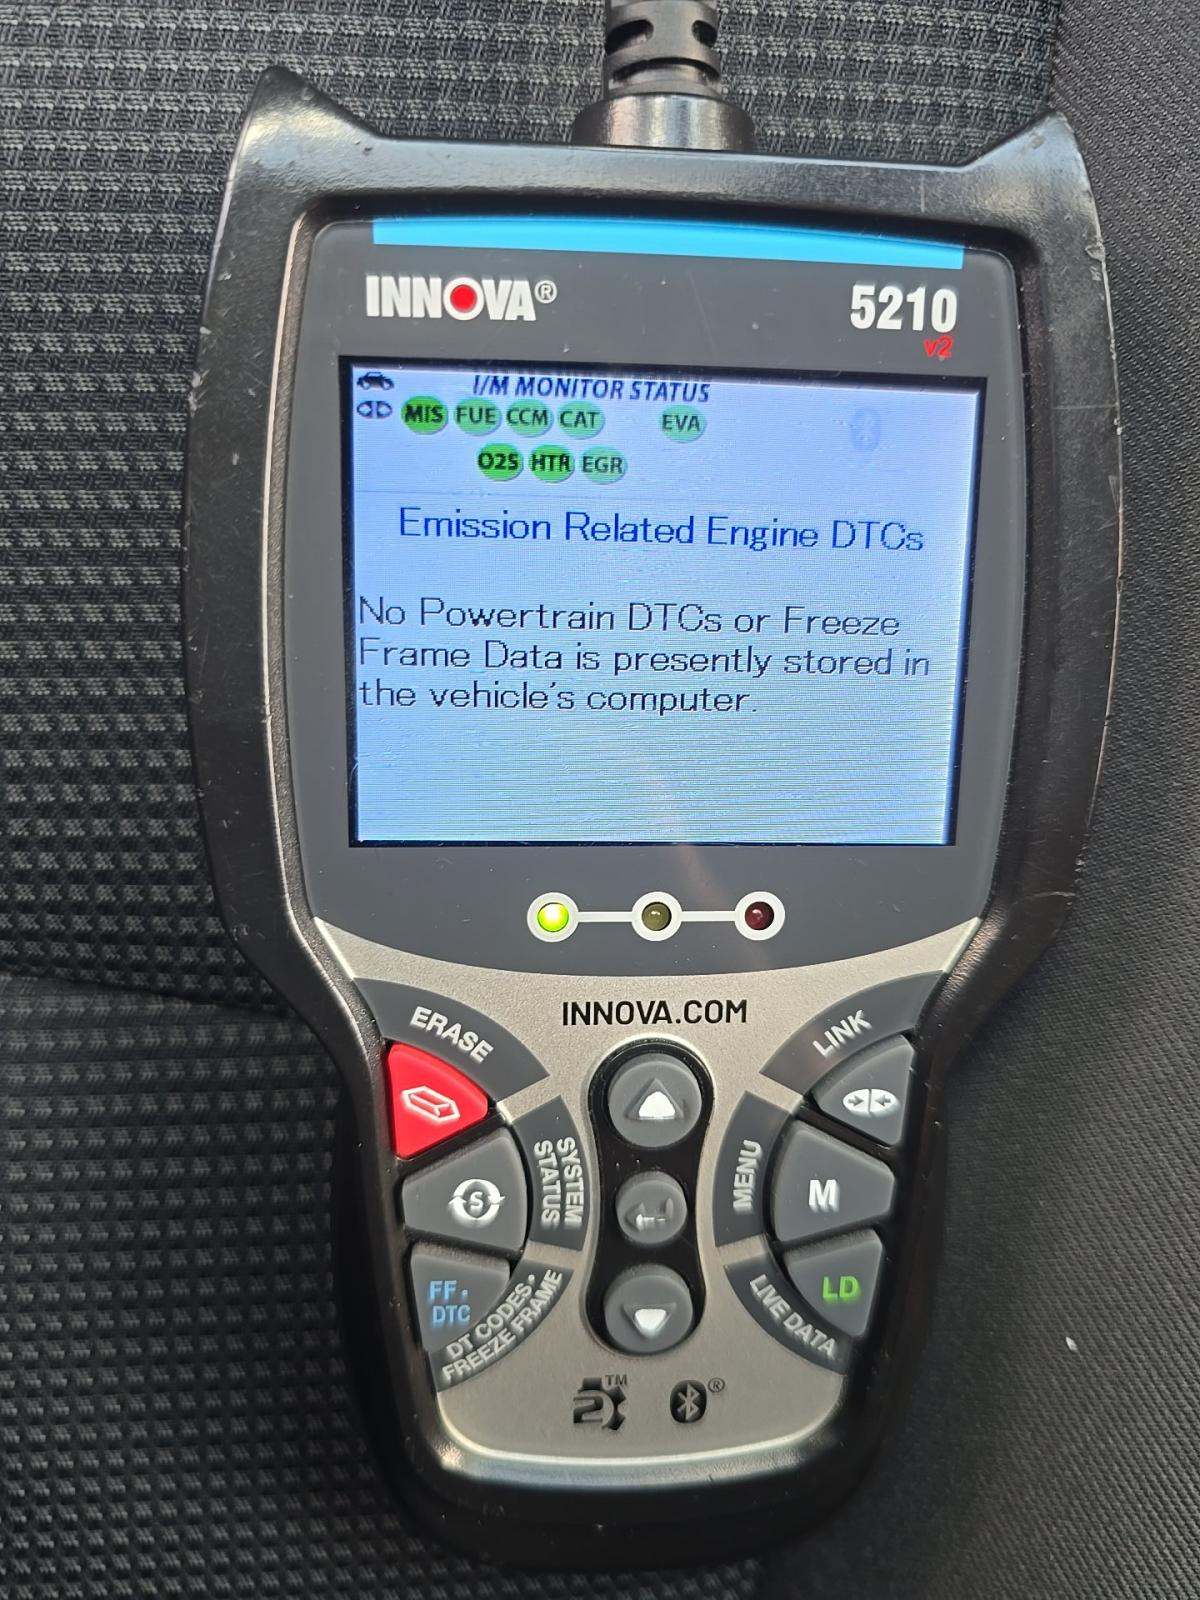 INNOVA®
5210
v2
I/M MONITOR STATUS
MIS FUE CCM CAT EVA
O2S HTR EGR
Emission Related Engine DTCs
No Powertrain DTCs or Freeze
Frame Data is presently stored in
the vehicle's computer.
INNOVA.COM
ERASE
LINK
SYSTEM
STATUS
S
MENU
M
FF•
DTC
DT CODES•
FREEZE FRAME
LD
LIVE DATA
2™
®